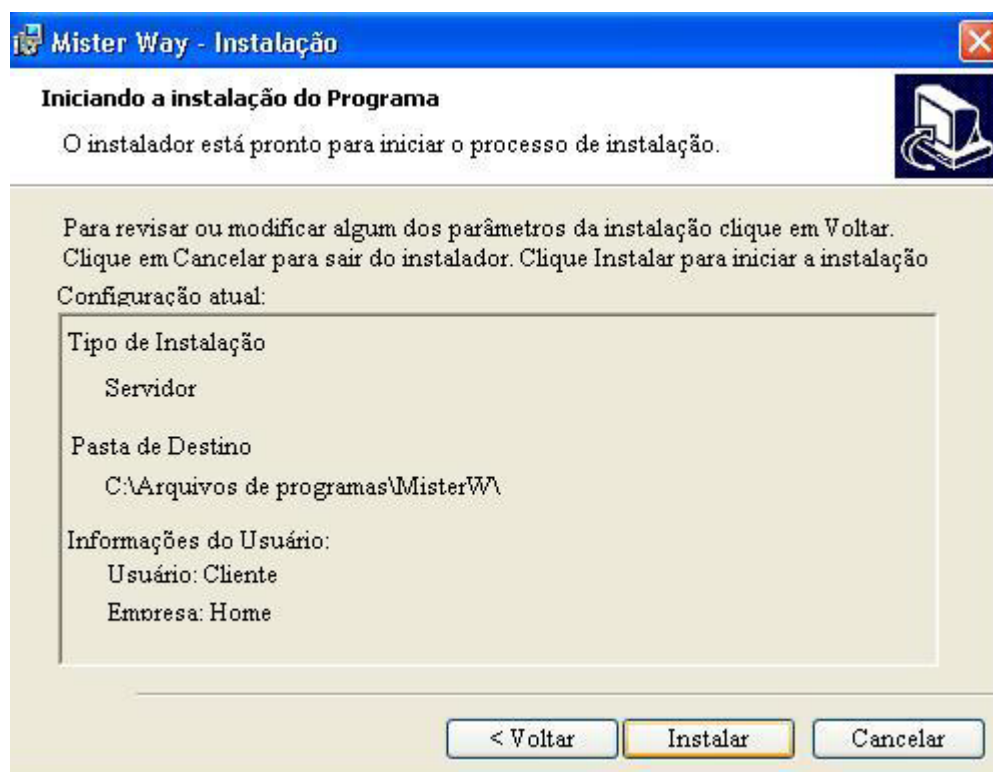 Mister Way - Instalação
Iniciando a instalação do Programa
O instalador está pronto para iniciar o processo de instalação.
Para revisar ou modificar algum dos parâmetros da instalação clique em Voltar.
Clique em Cancelar para sair do instalador. Clique Instalar para iniciar a instalação
Configuração atual:
Tipo de Instalação
Servidor
Pasta de Destino
C:\Arquivos de programas\MisterW\
Informações do Usuário:
Usuário: Cliente
Empresa: Home
< Voltar
Instalar
Cancelar